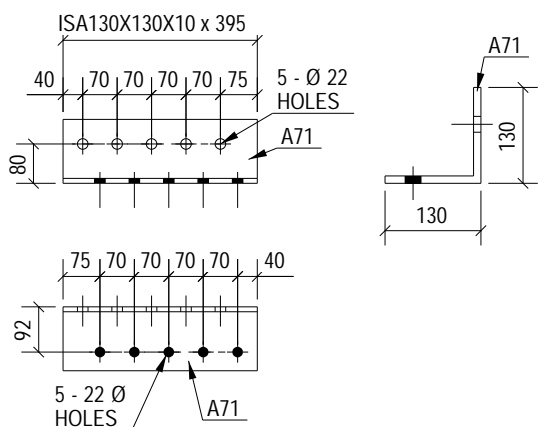 ISA130X130X10 x 395
40 70 70 70 70 75
5 - Ø 22
HOLES
A71
80
A71
130
130
75 70 70 70 70 40
92
5 - 22 Ø
HOLES
A71